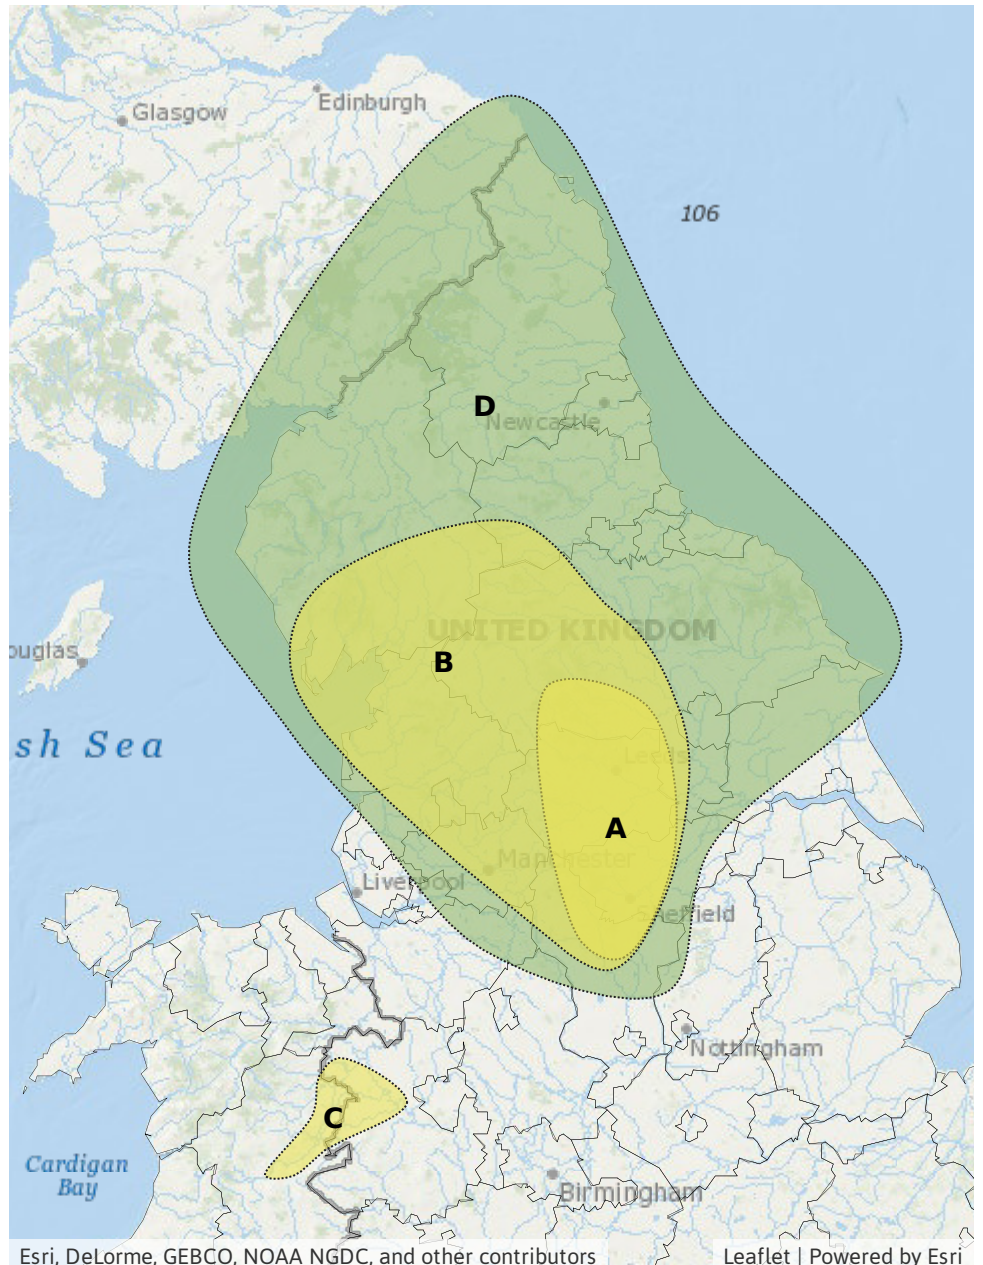 Edinburgh
Glasgow
106
D
Newcastle
UNITED KINGDOM
ouglas
B
sh Sea
Leeds
A
Manchester
Liverpool
Sheffield
Nottingham
C
Cardigan
Bay
Birmingham
Esri, DeLorme, GEBCO, NOAA NGDC, and other contributors
Leaflet | Powered by Esri